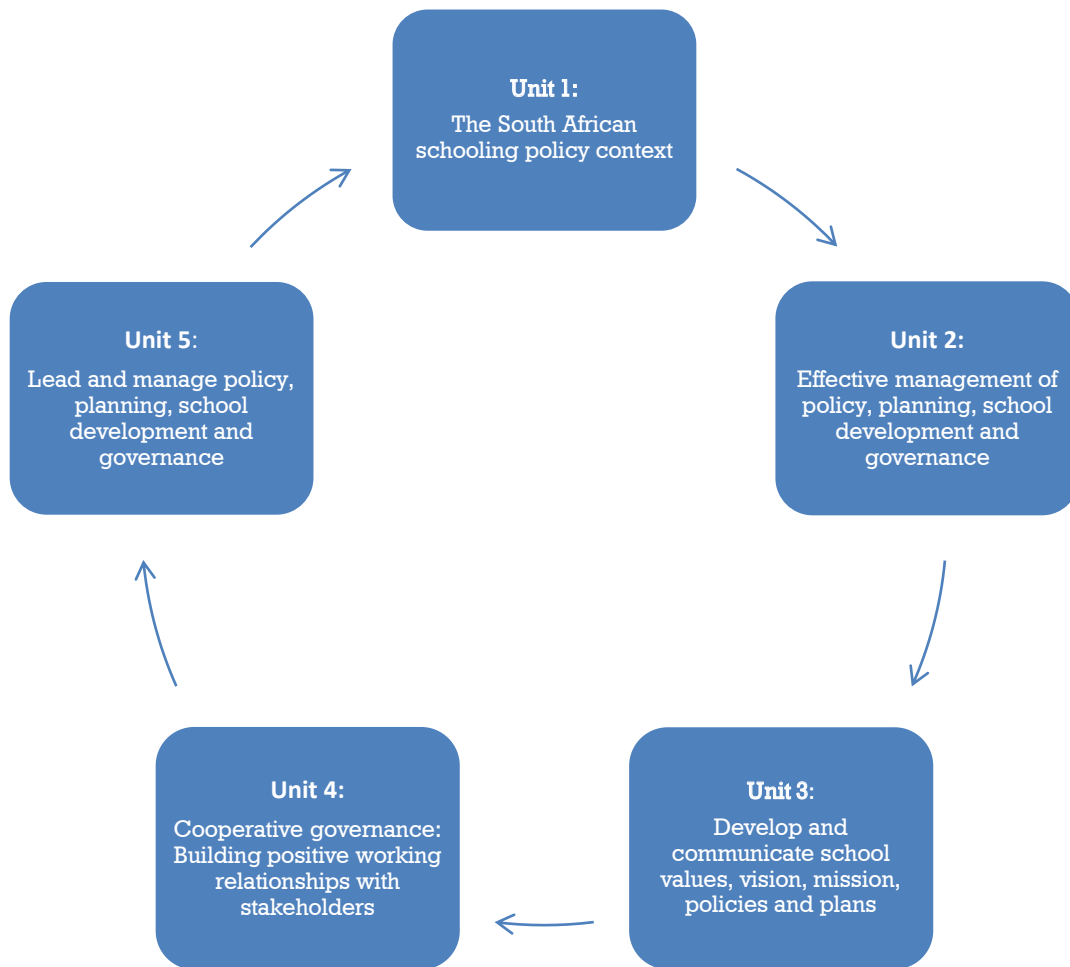 Unit 1:
The South African
schooling policy context
Unit 2:
Effective management of
policy, planning, school
development and
governance
Unit 3:
Develop and
communicate school
values, vision, mission,
policies and plans
Unit 4:
Cooperative governance:
Building positive working
relationships with
stakeholders
Unit 5:
Lead and manage policy,
planning, school
development and
governance